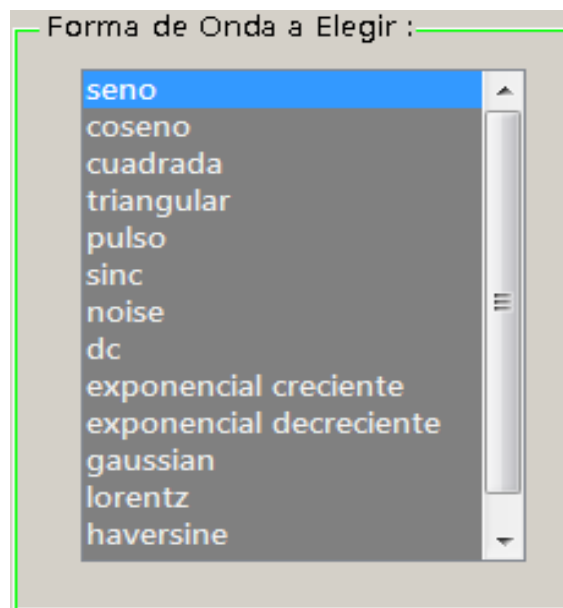 Forma de Onda a Elegir :
seno
coseno
cuadrada
triangular
pulso
sinc
noise
dc
exponencial creciente
exponencial decreciente
gaussian
lorentz
haversine